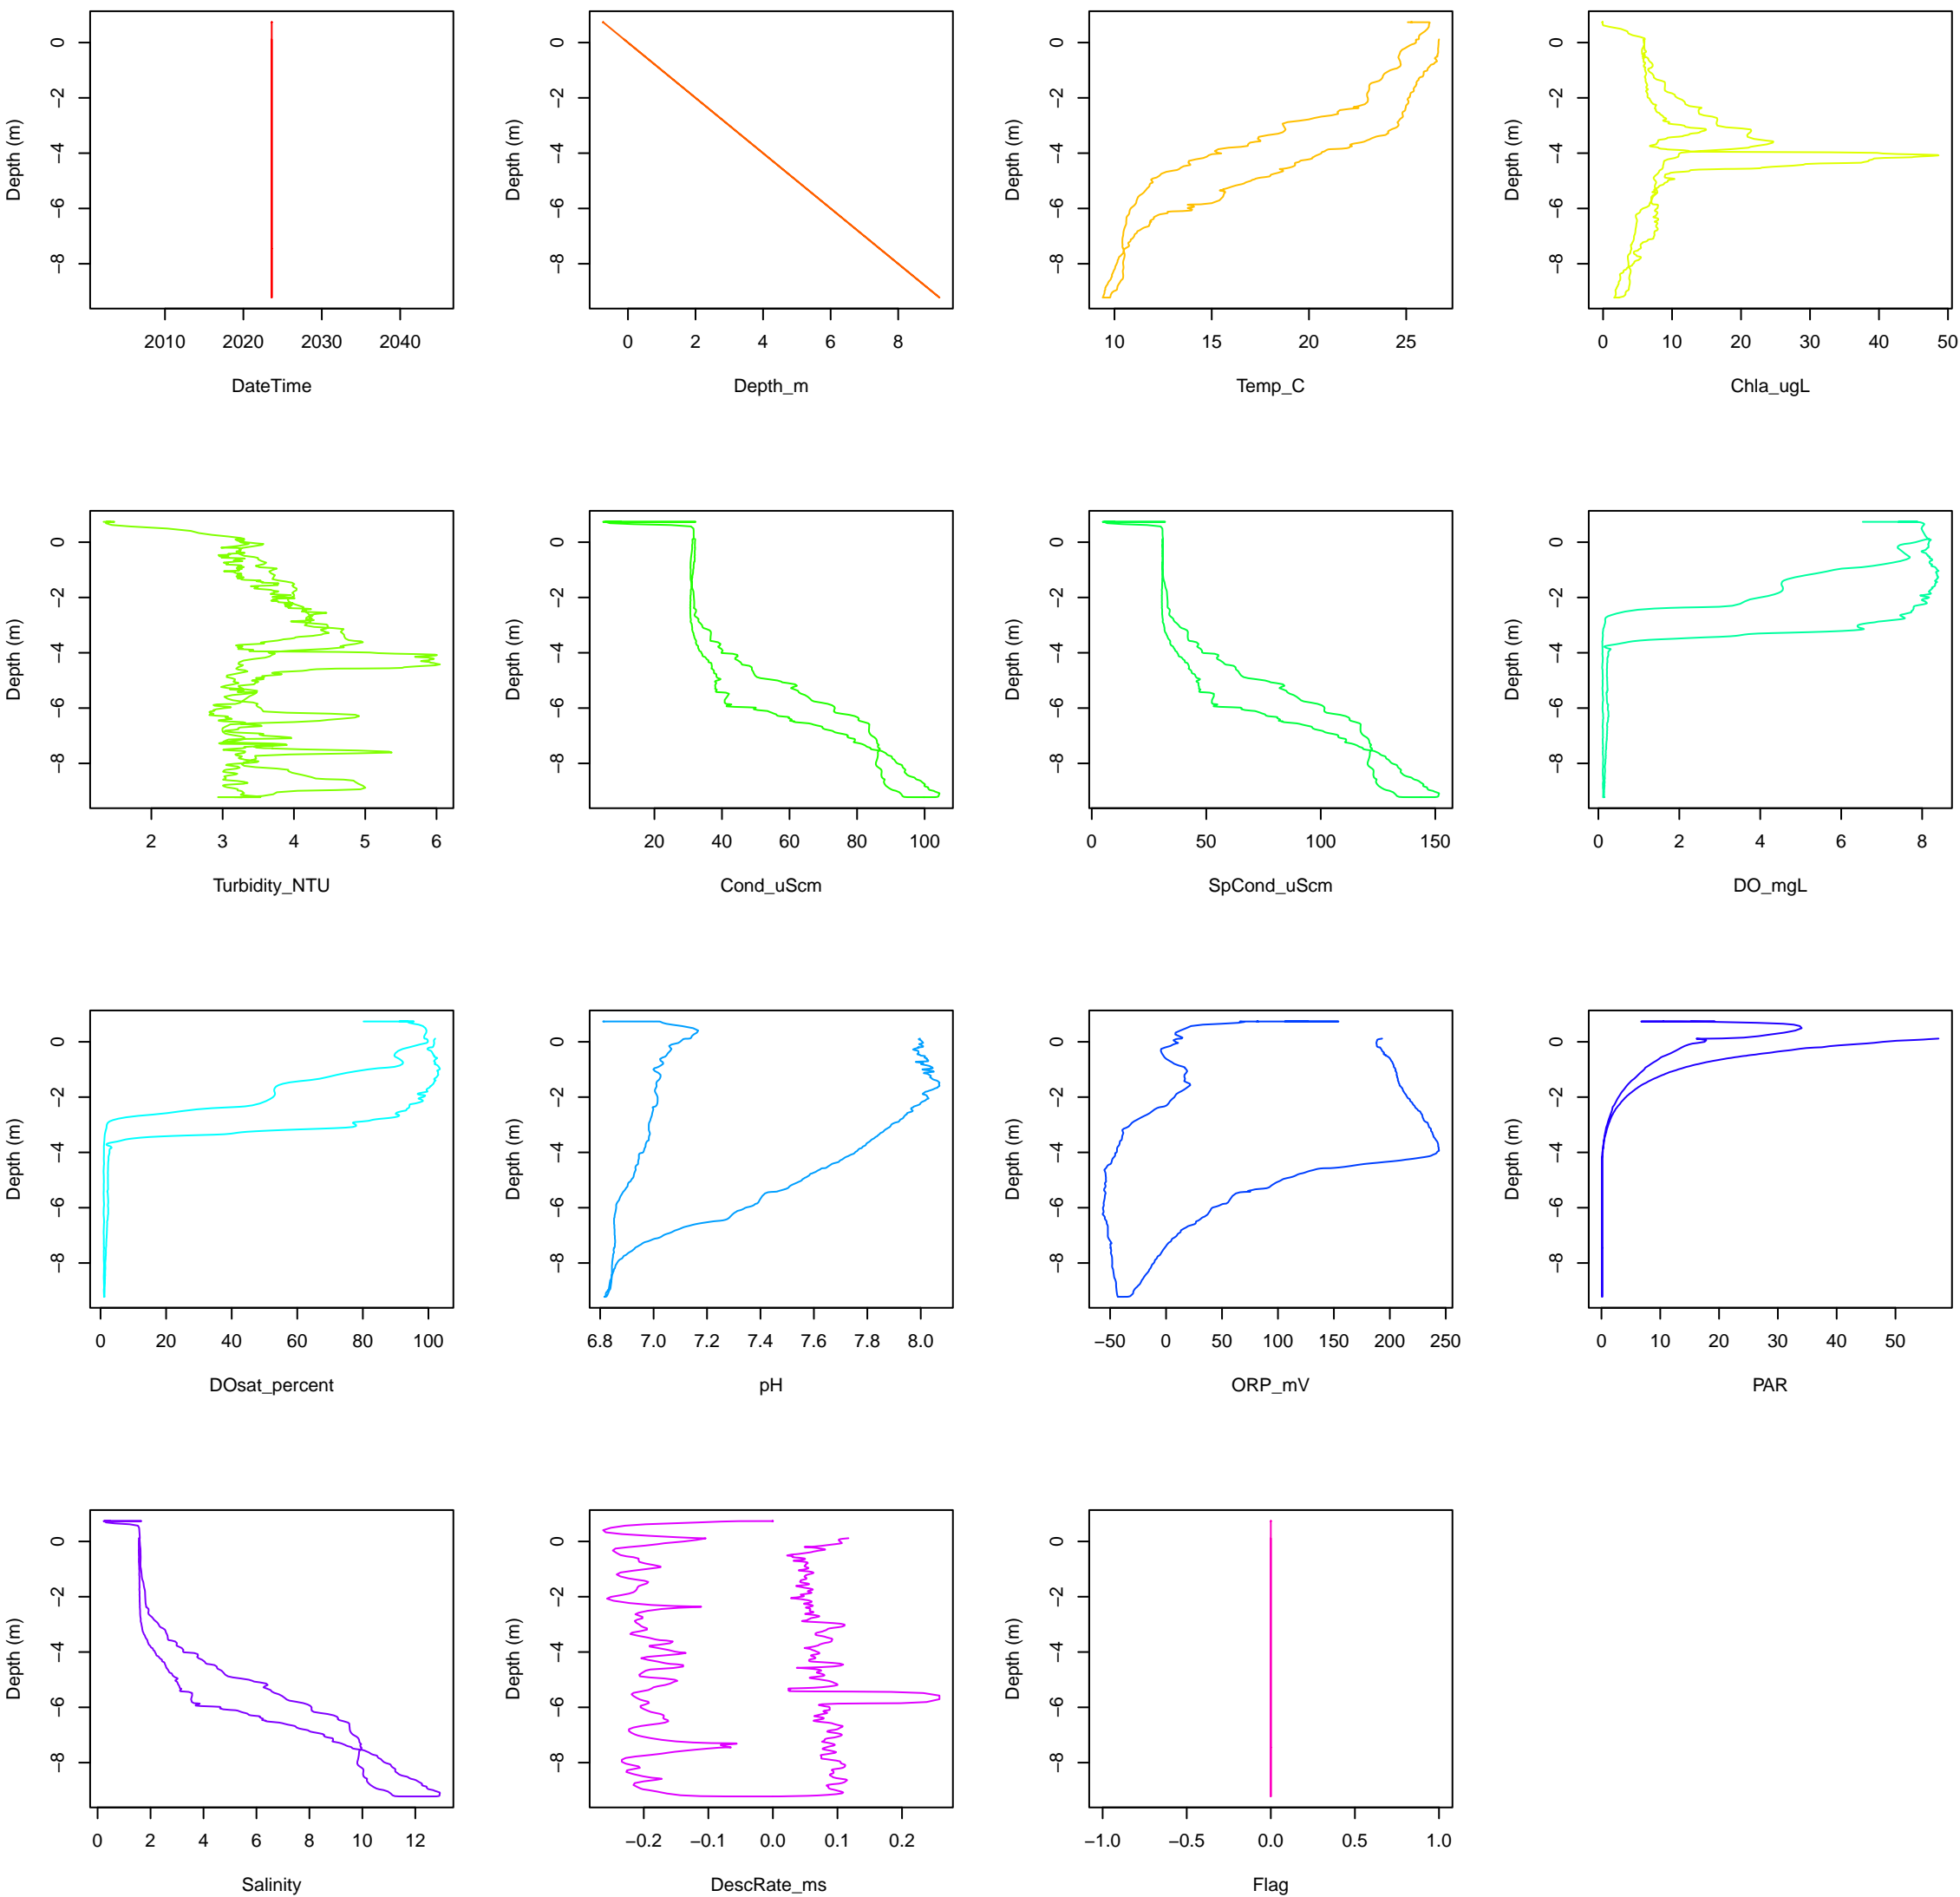 Depth (m)
0
−2
−4
−6
−8
2010 2020 2030 2040
DateTime
Depth (m)
0
−2
−4
−6
−8
0 2 4 6 8
Depth_m
Depth (m)
0
−2
−4
−6
−8
10 15 20 25
Temp_C
Depth (m)
0
−2
−4
−6
−8
0 10 20 30 40 50
Chla_ugL
Depth (m)
0
−2
−4
−6
−8
2 3 4 5 6
Turbidity_NTU
Depth (m)
0
−2
−4
−6
−8
20 40 60 80 100
Cond_uScm
Depth (m)
0
−2
−4
−6
−8
0 50 100 150
SpCond_uScm
Depth (m)
0
−2
−4
−6
−8
0 2 4 6 8
DO_mgL
Depth (m)
0
−2
−4
−6
−8
0 20 40 60 80 100
DOsat_percent
Depth (m)
0
−2
−4
−6
−8
6.8 7.0 7.2 7.4 7.6 7.8 8.0
pH
Depth (m)
0
−2
−4
−6
−8
−50 0 50 100 150 200 250
ORP_mV
Depth (m)
0
−2
−4
−6
−8
0 10 20 30 40 50
PAR
Depth (m)
0
−2
−4
−6
−8
0 2 4 6 8 10 12
Salinity
Depth (m)
0
−2
−4
−6
−8
−0.2 −0.1 0.0 0.1 0.2
DescRate_ms
Depth (m)
0
−2
−4
−6
−8
−1.0 −0.5 0.0 0.5 1.0
Flag